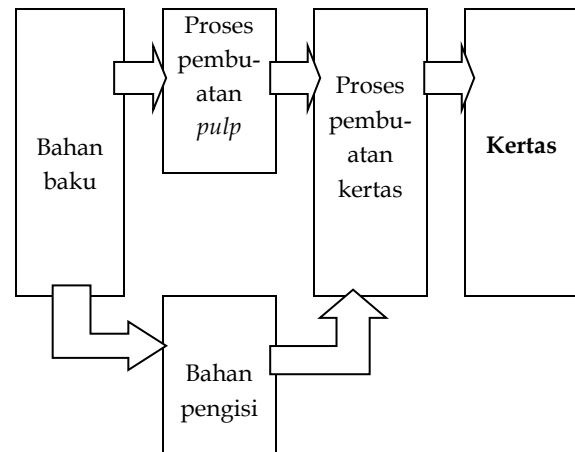 Bahan
baku
Proses
pembu-
atan
pulp
Proses
pembu-
atan
kertas
Kertas
Bahan
pengisi